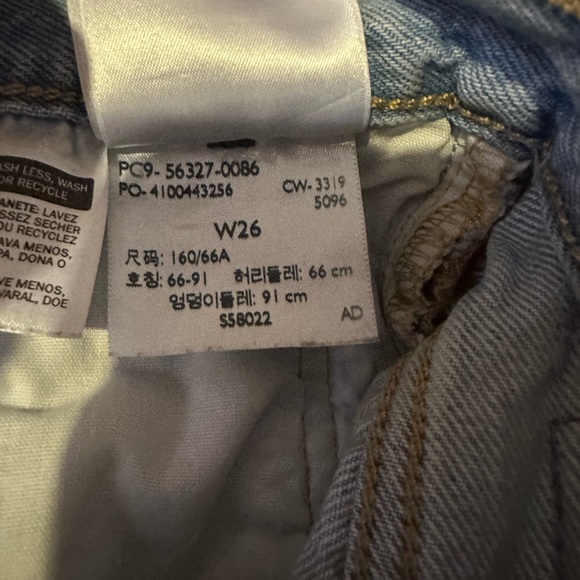 ASH LESS, WASH
OR RECYCLE
ANETE: LAVEZ
SSEZ SECHER
U RECYCLEZ
AVA MENOS,
PA, DONA O
VE MENOS,
VARAL, DOE
PC9- 56327-0086
PO- 4100443256
CW- 3319
5096
W26
尺码: 160/66A
호칭: 66-91 허리둘레: 66 cm
엉덩이둘레: 91 cm
S58022
AD